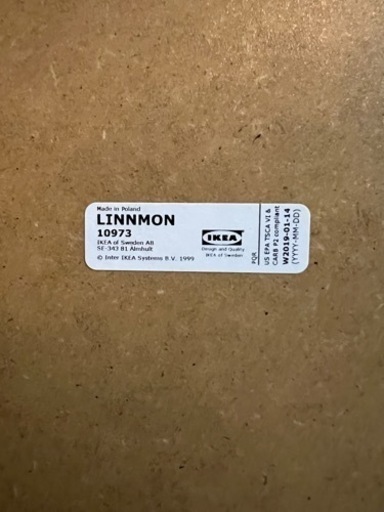 Made in Poland
LINNMON
10973
IKEA of Sweden AB
SE-343 81 Älmhult
© Inter IKEA Systems B.V. 1999
IKEA
Design and Quality
IKEA of Sweden
PQR
US EPA TSCA VI &
CARB P2 compliant
W2019-01-14
(YYYY-MM-DD)